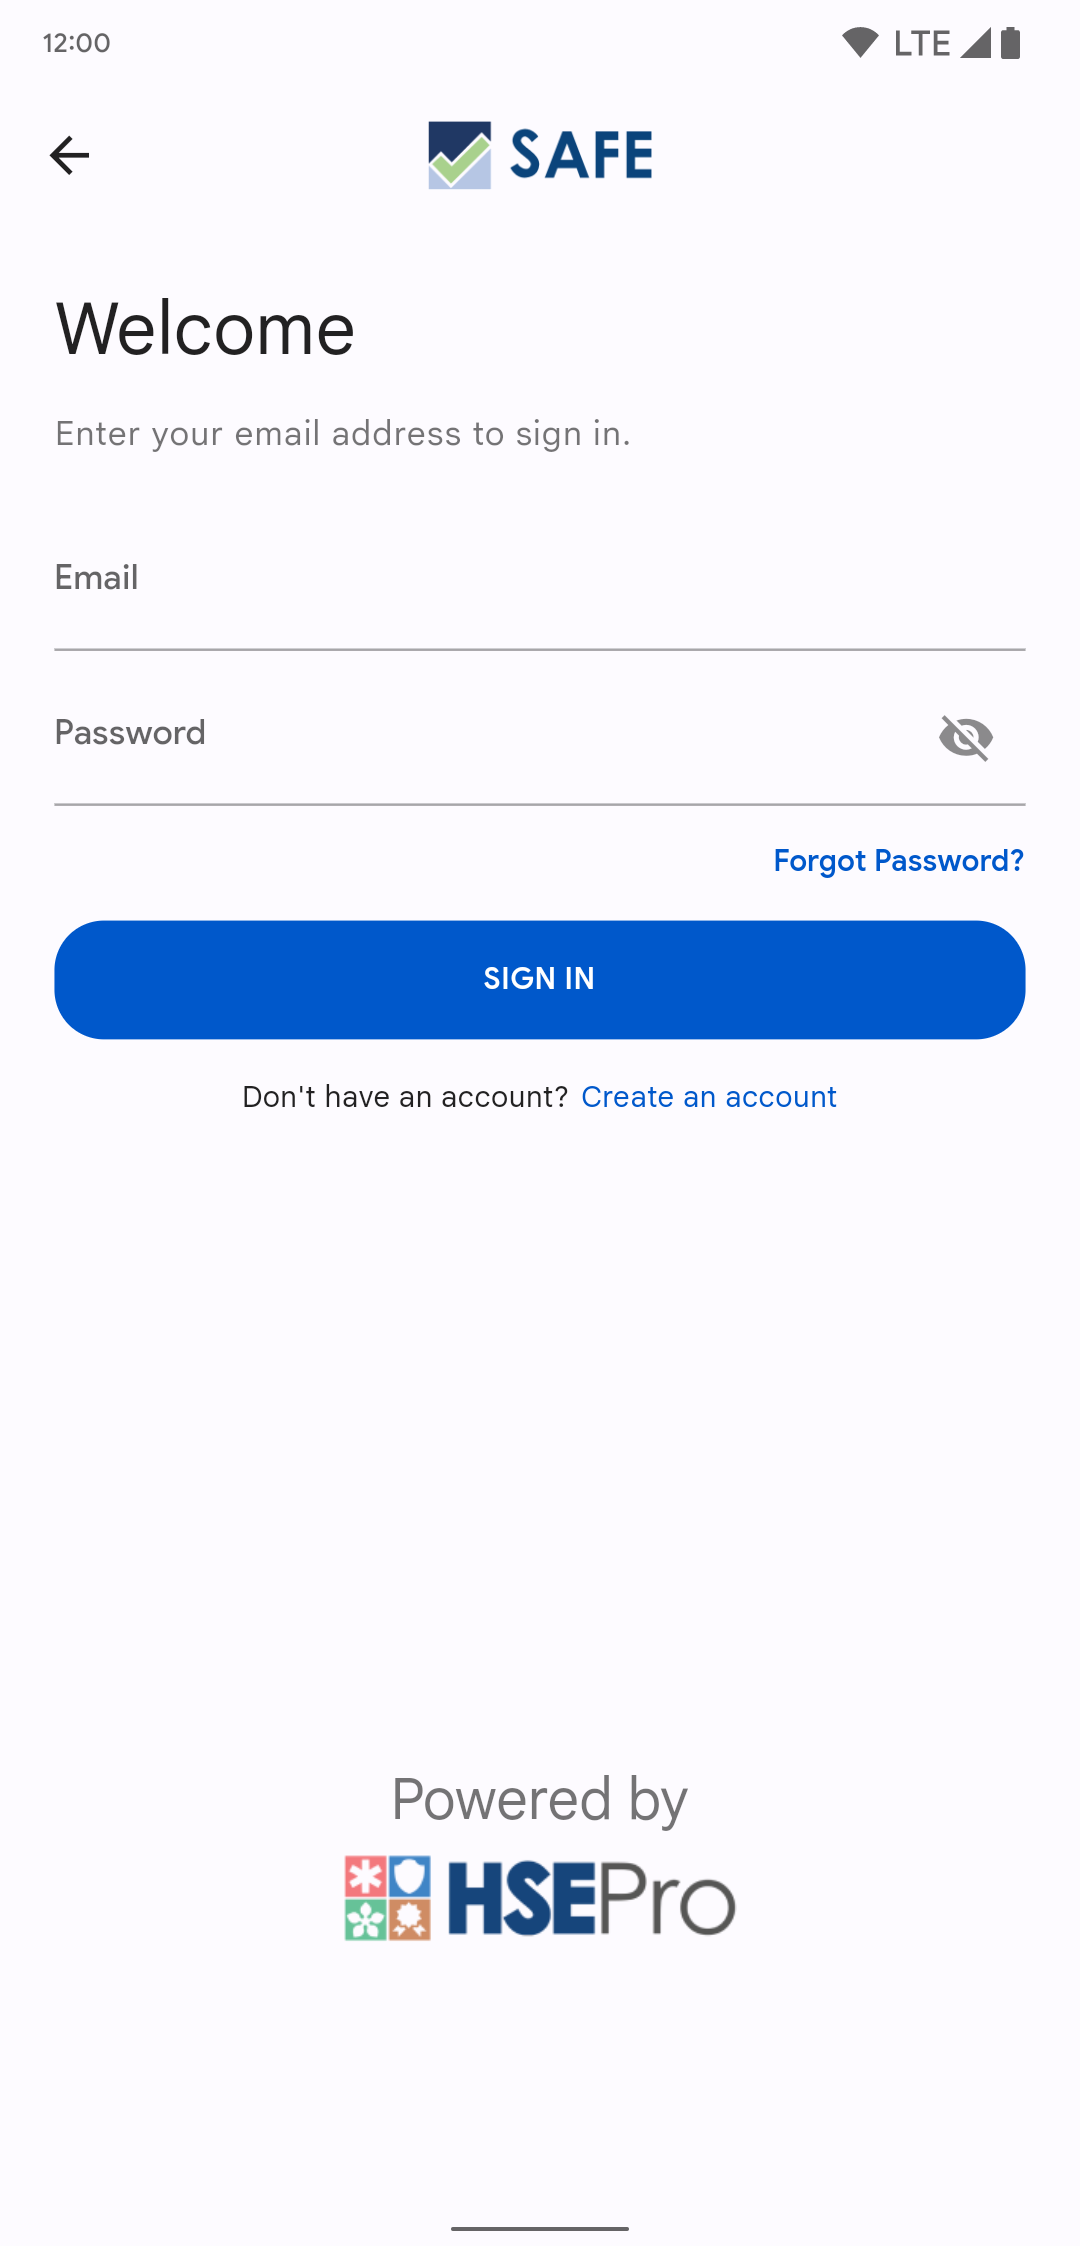 12:00
LTE
SAFE
Welcome
Enter your email address to sign in.
Email
Password
Forgot Password?
SIGN IN
Don't have an account? Create an account
Powered by
HSEPro